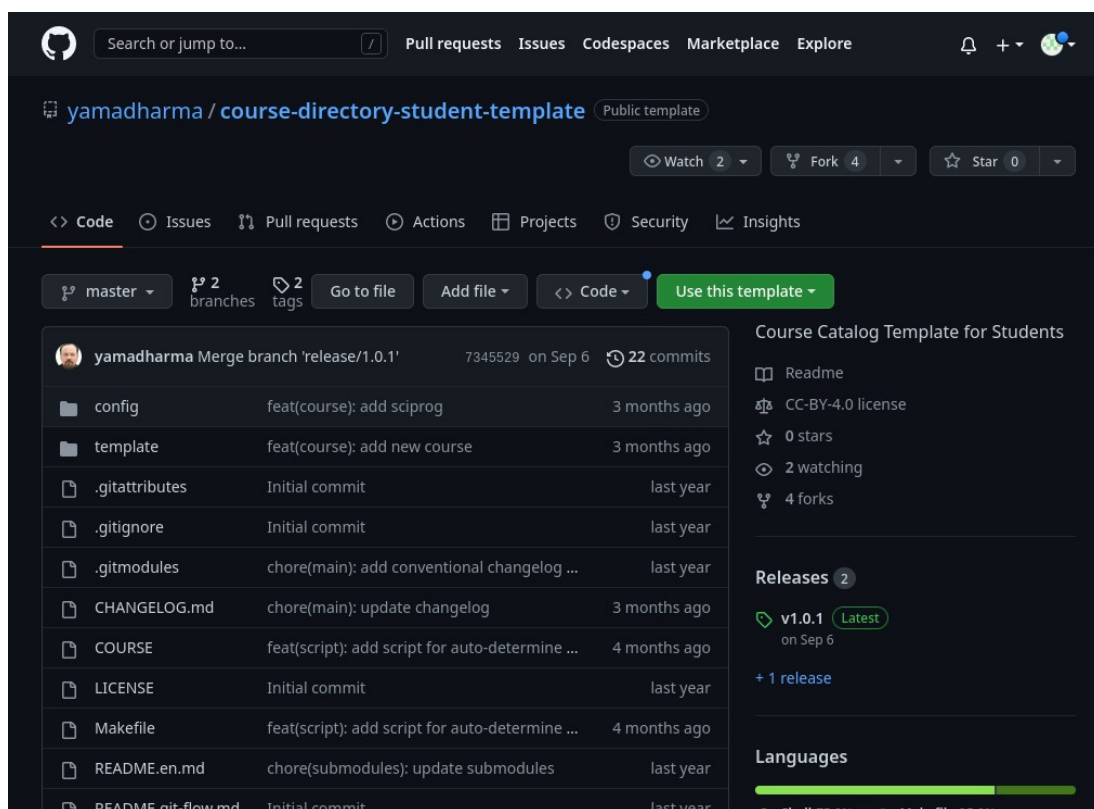 Search or jump to... / Pull requests Issues Codespaces Marketplace Explore
yamadharma / course-directory-student-template Public template
Watch 2 Fork 4 Star 0
Code Issues Pull requests Actions Projects Security Insights
master 2 branches 2 tags Go to file Add file Code Use this template
yamadharma Merge branch 'release/1.0.1' 7345529 on Sep 6 22 commits
config feat(course): add sciprog 3 months ago
template feat(course): add new course 3 months ago
.gitattributes Initial commit last year
.gitignore Initial commit last year
.gitmodules chore(main): add conventional changelog ... last year
CHANGELOG.md chore(main): update changelog 3 months ago
COURSE feat(script): add script for auto-determine ... 4 months ago
LICENSE Initial commit last year
Makefile feat(script): add script for auto-determine ... 4 months ago
README.en.md chore(submodules): update submodules last year
README.git-flow.md Initial commit last year
Course Catalog Template for Students
Readme
CC-BY-4.0 license
0 stars
2 watching
4 forks
Releases 2
v1.0.1 Latest
on Sep 6
+ 1 release
Languages